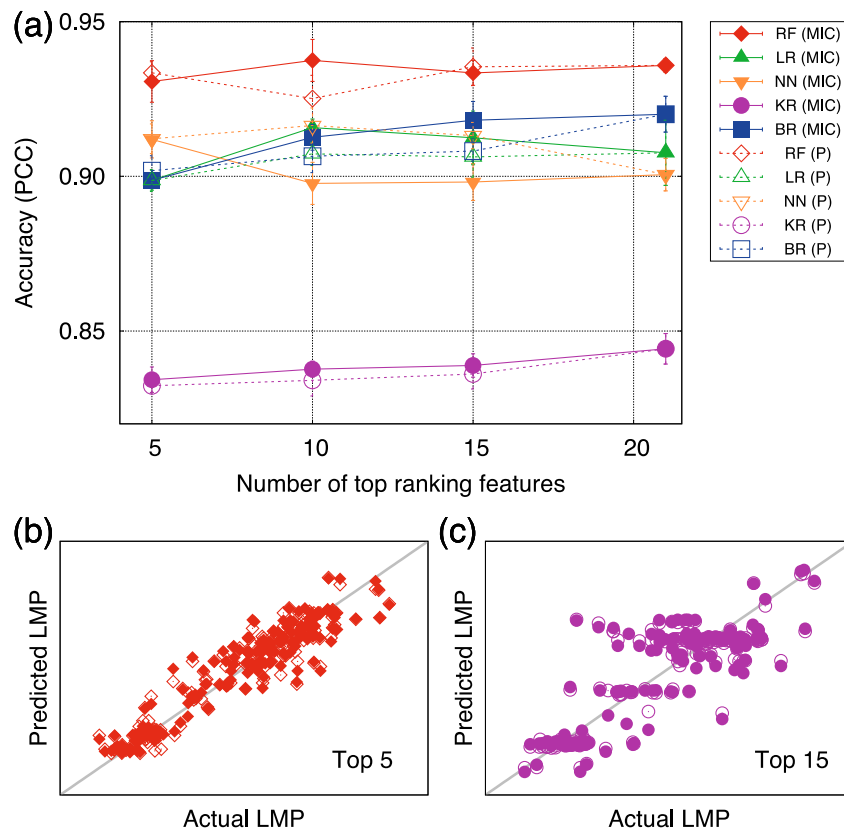 (a)
0.95
0.90
0.85
Accuracy (PCC)
5 10 15 20
Number of top ranking features
RF (MIC)
LR (MIC)
NN (MIC)
KR (MIC)
BR (MIC)
RF (P)
LR (P)
NN (P)
KR (P)
BR (P)
(b)
Predicted LMP
Top 5
Actual LMP
(c)
Predicted LMP
Top 15
Actual LMP